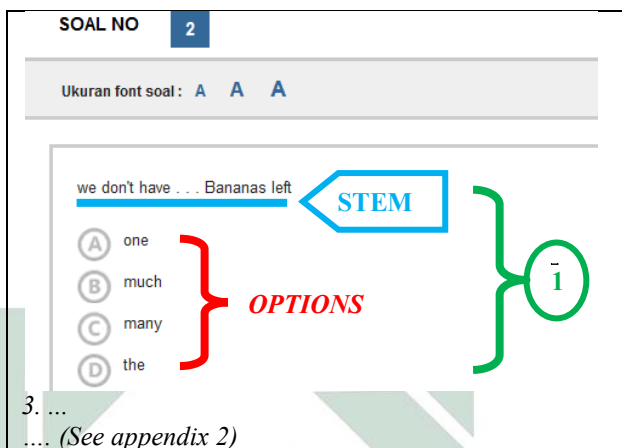 SOAL NO 2
Ukuran font soal : A A A
we don't have . . . Bananas left
STEM
A one
B much
C many
D the
OPTIONS
1
3. ...
.... (See appendix 2)